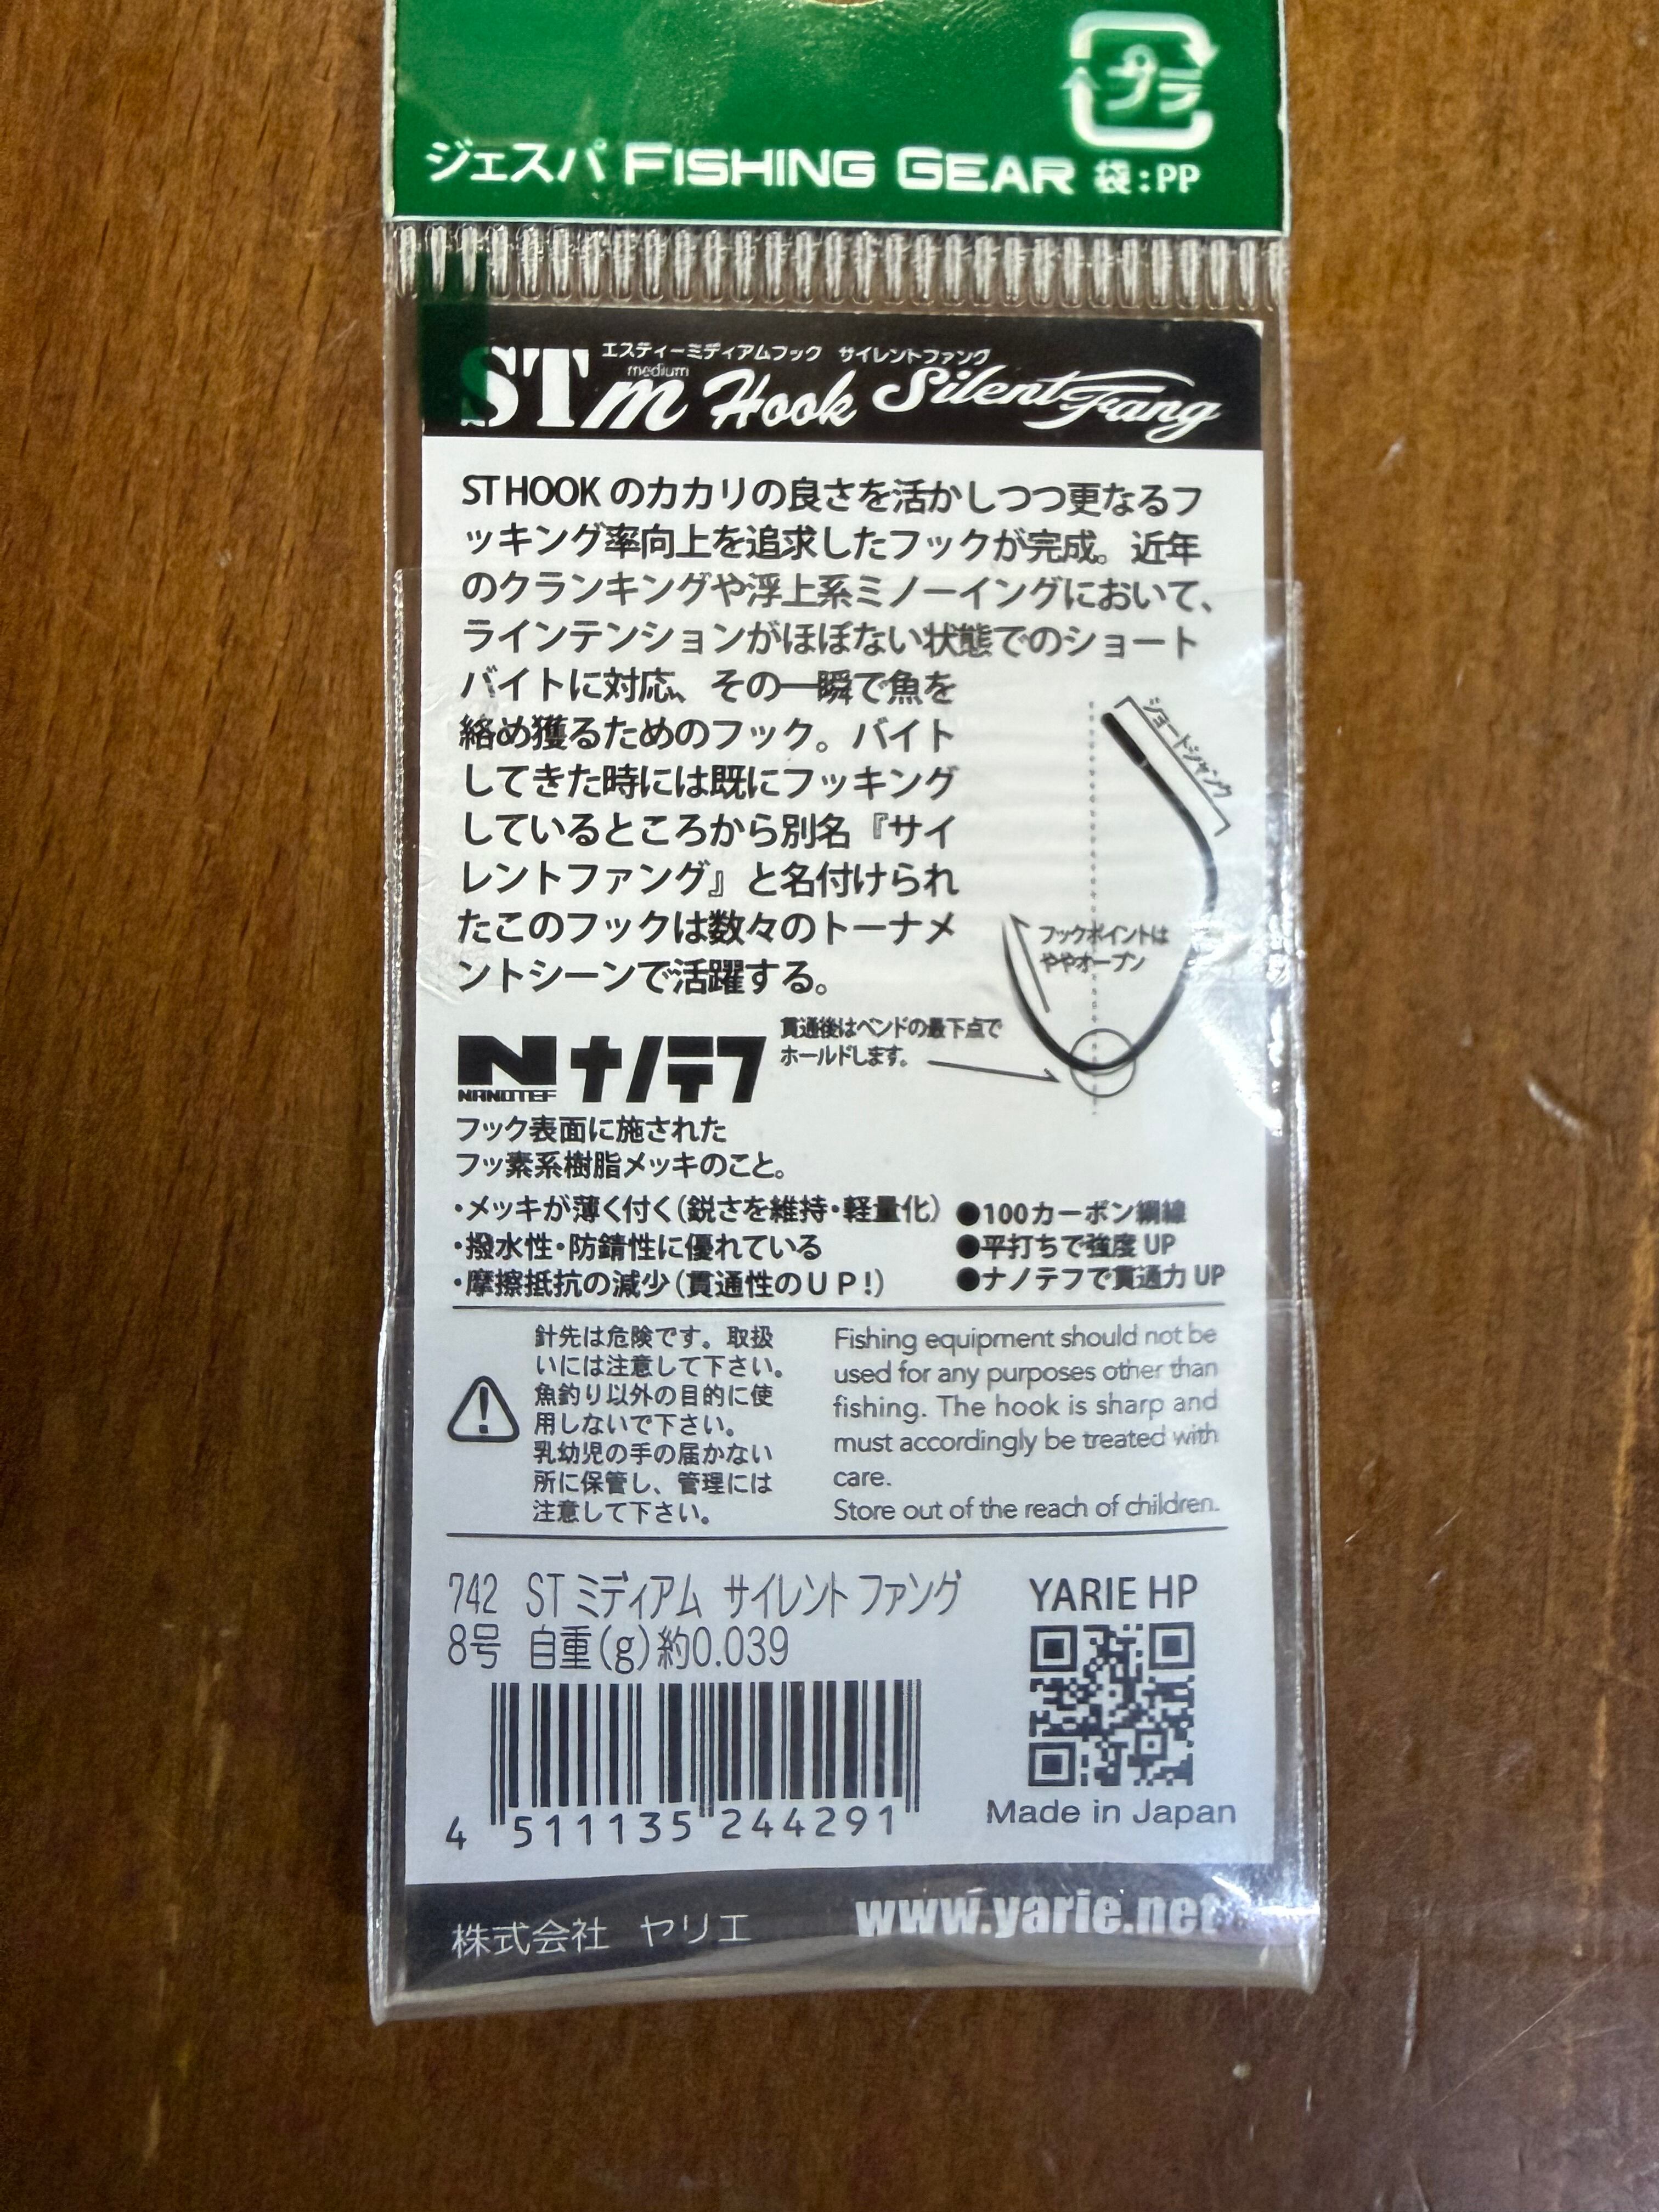 プラ
ジェスパ FISHING GEAR 袋:PP
エスティーミディアムフック サイレントファング
ST medium m Hook Silent Fang
ST HOOK のカカリの良さを活かしつつ更なるフ
ッキング率向上を追求したフックが完成。近年
のクランキングや浮上系ミノーイングにおいて、
ラインテンションがほぼない状態でのショート
バイトに対応、その一瞬で魚を
絡め獲るためのフック。バイト
してきた時には既にフッキング
しているところから別名『サイ
レントファング』と名付けられ
たこのフックは数々のトーナメ
ントシーンで活躍する。
ショートシャンク
フックポイントは
ややオープン
貫通後はベンドの最下点で
ホールドします。
N ナノテフ
NANOTEF
フック表面に施された
フッ素系樹脂メッキのこと。
・メッキが薄く付く(鋭さを維持・軽量化)
・撥水性・防錆性に優れている
・摩擦抵抗の減少(貫通性のUP!)
●100カーボン鋼線
●平打ちで強度 UP
●ナノテフで貫通力 UP
針先は危険です。取扱
いには注意して下さい。
魚釣り以外の目的に使
用しないで下さい。
乳幼児の手の届かない
所に保管し、管理には
注意して下さい。
Fishing equipment should not be
used for any purposes other than
fishing. The hook is sharp and
must accordingly be treated with
care.
Store out of the reach of children.
742 ST ミディアム サイレント ファング
8号 自重(g)約0.039
4 511135 244291
YARIE HP
Made in Japan
株式会社 ヤリエ
www.yarie.net